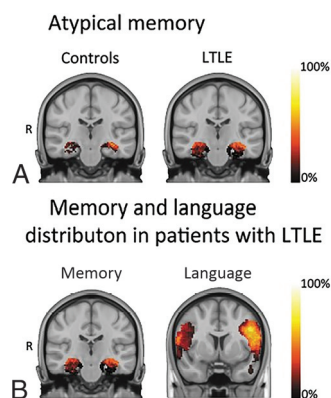 Atypical memory
Controls LTLE
100%
R
A
0%
Memory and language
distributon in patients with LTLE
Memory Language
100%
R
B
0%